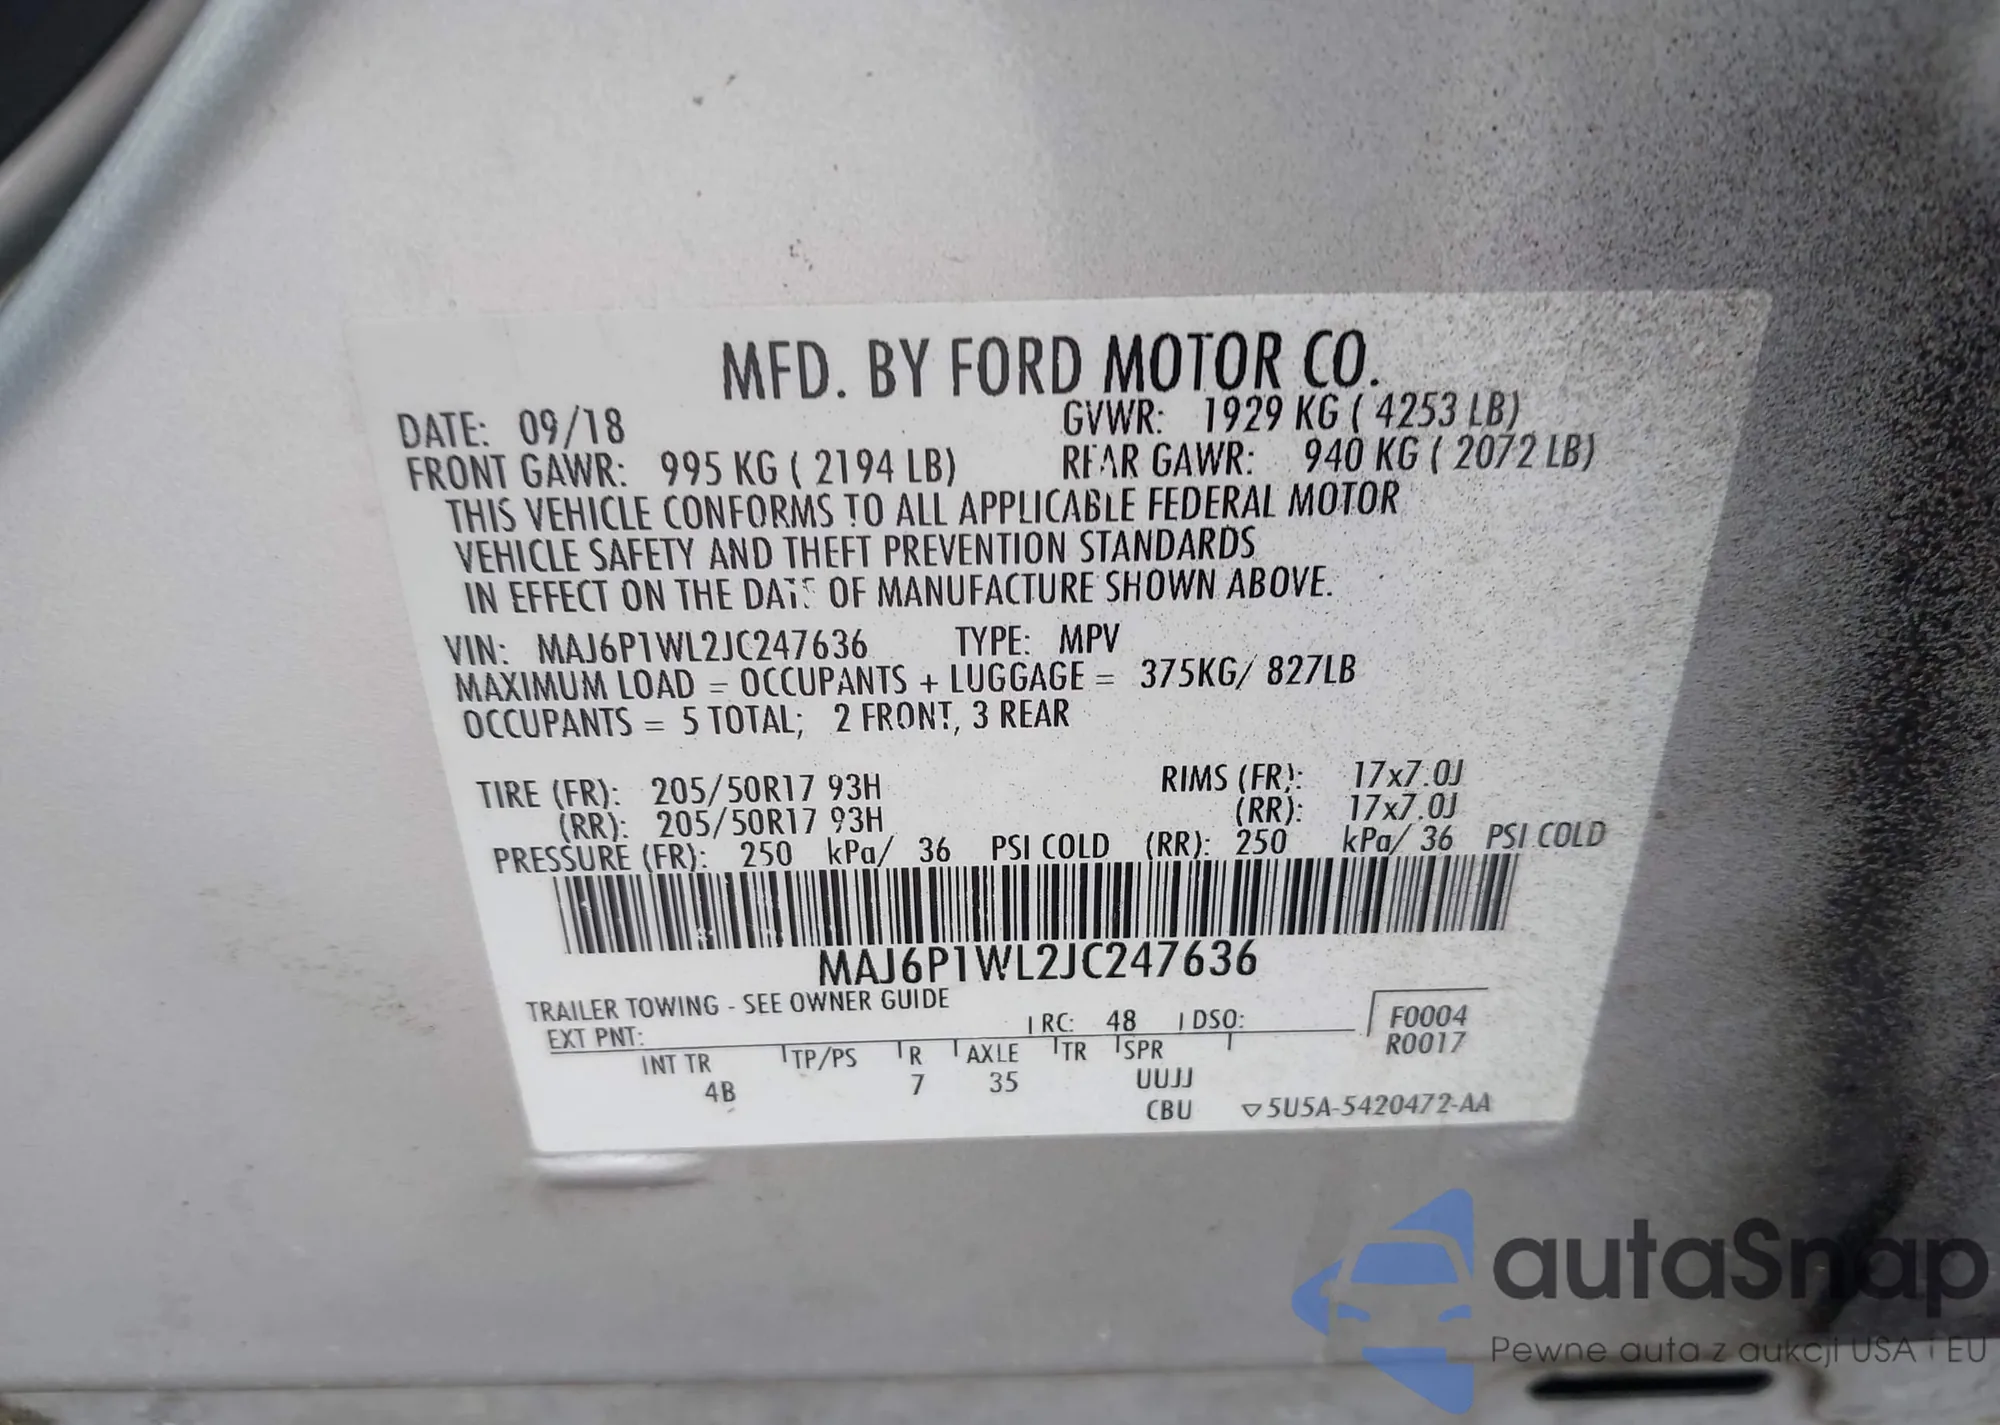 MFD. BY FORD MOTOR CO.
DATE: 09/18 GVWR: 1929 KG ( 4253 LB)
FRONT GAWR: 995 KG ( 2194 LB) REAR GAWR: 940 KG ( 2072 LB)
THIS VEHICLE CONFORMS TO ALL APPLICABLE FEDERAL MOTOR
VEHICLE SAFETY AND THEFT PREVENTION STANDARDS
IN EFFECT ON THE DATE OF MANUFACTURE SHOWN ABOVE.
VIN: MAJ6P1WL2JC247636 TYPE: MPV
MAXIMUM LOAD = OCCUPANTS + LUGGAGE = 375KG/ 827LB
OCCUPANTS = 5 TOTAL; 2 FRONT, 3 REAR
TIRE (FR): 205/50R17 93H RIMS (FR): 17x7.0J
(RR): 205/50R17 93H (RR): 17x7.0J
PRESSURE (FR): 250 kPa/ 36 PSI COLD (RR): 250 kPa/ 36 PSI COLD
MAJ6P1WL2JC247636
TRAILER TOWING - SEE OWNER GUIDE
EXT PNT: RC: 48 DSO: F0004
R0017
INT TR TP/PS R AXLE TR SPR
4B 7 35 UUJJ
CBU ▽5U5A-5420472-AA
autaSnap
Pewne auta z aukcji USA i EU